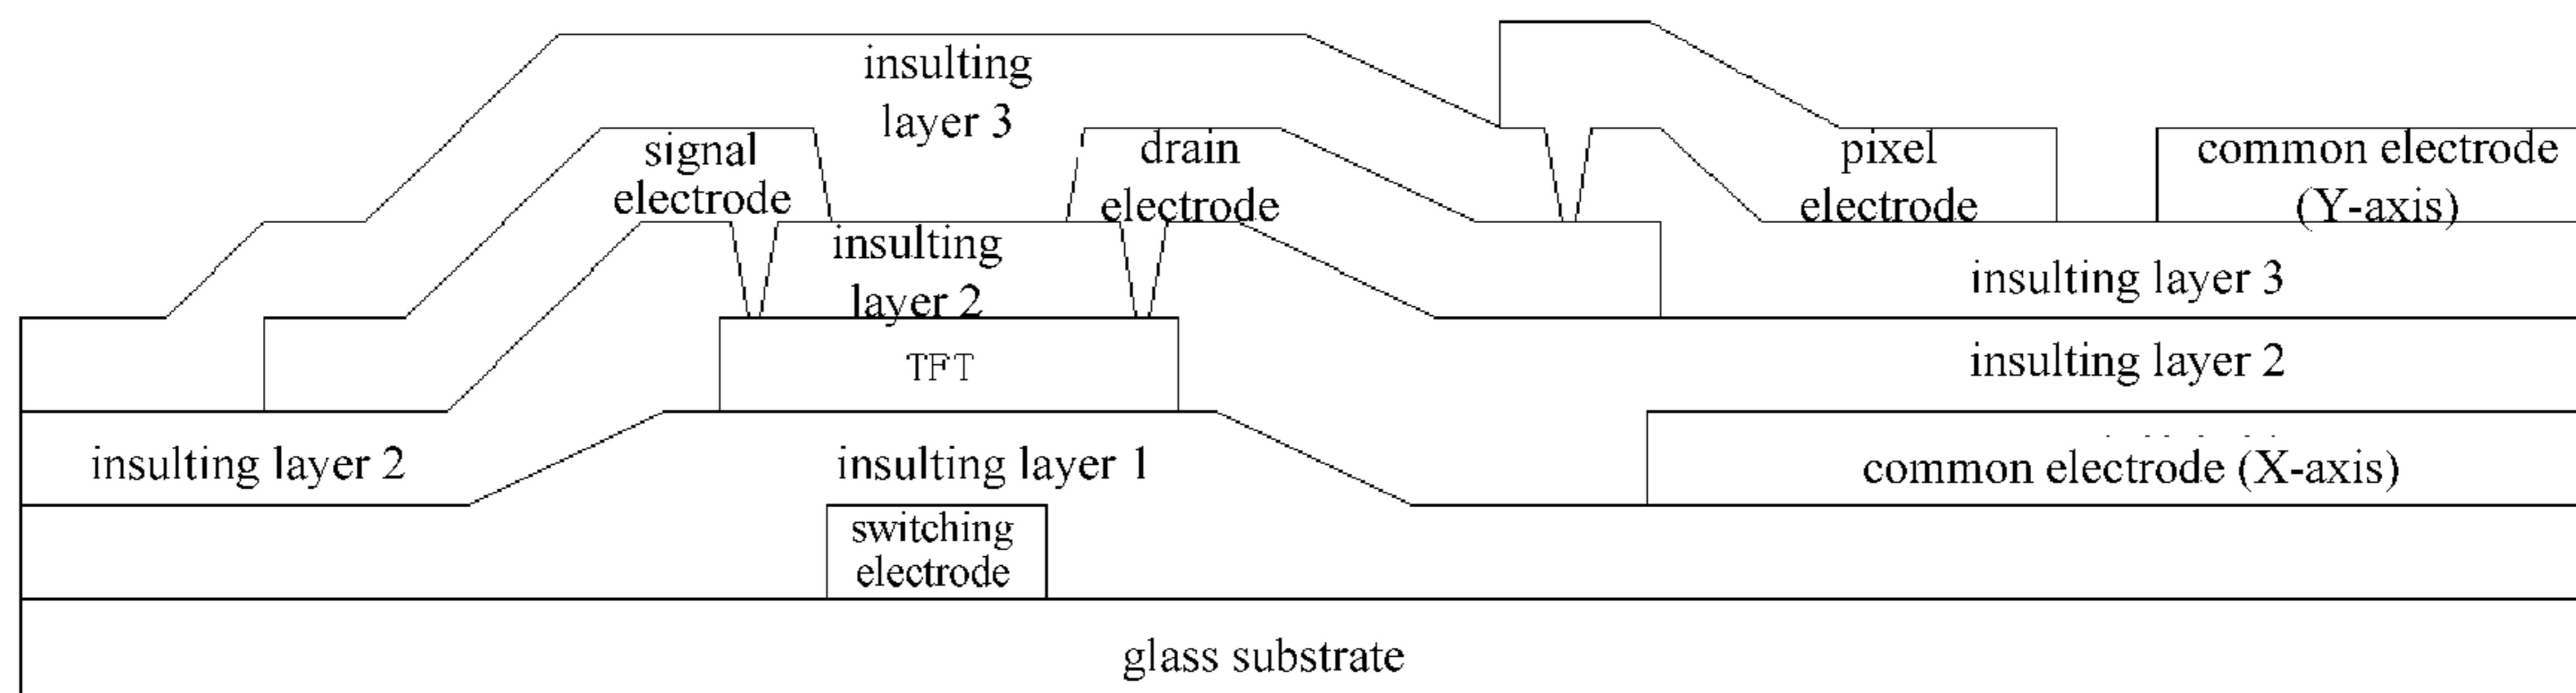 insulting
layer 3
signal
electrode
drain
electrode
pixel
electrode
common electrode
(Y-axis)
insulting
layer 2
insulting layer 3
TFT
insulting layer 2
insulting layer 2
insulting layer 1
common electrode (X-axis)
switching
electrode
glass substrate